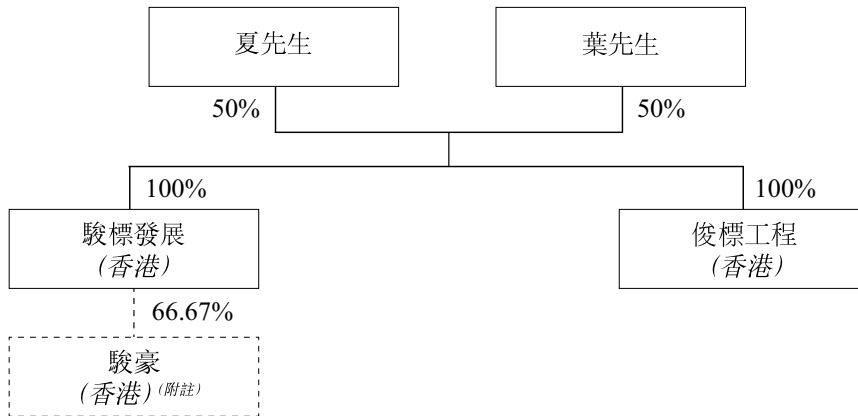 夏先生
葉先生
50%
50%
100%
100%
駿標發展
(香港)
俊標工程
(香港)
66.67%
駿豪
(香港)(附註)